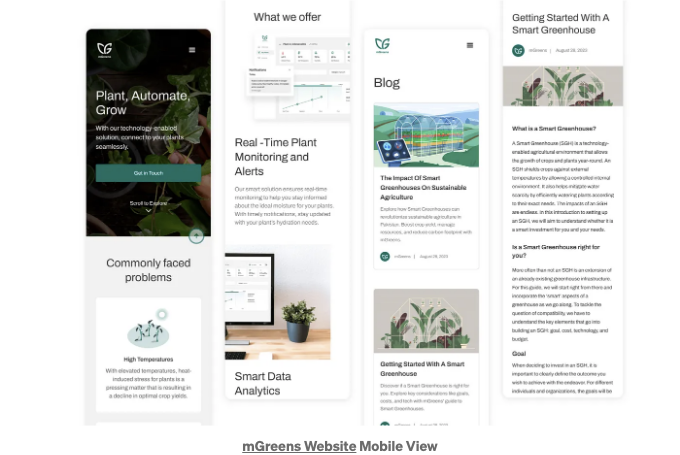 mGreens
Plant, Automate,
Grow
With our technology-enabled
solution, connect to your plants
seamlessly.
Get in Touch
Scroll to Explore
Commonly faced
problems
High Temperatures
With elevated temperatures, heat-
induced stress for plants is a
pressing matter that is resulting in
a decline in optimal crop yields.
What we offer
Real -Time Plant
Monitoring and
Alerts
Our smart solution ensures real-time
monitoring to help you stay informed
about the ideal moisture for your plants.
With timely notifications, stay updated
with your plant's hydration needs.
Smart Data
Analytics
mGreens
Blog
The Impact Of Smart
Greenhouses On Sustainable
Agriculture
Explore how Smart Greenhouses can
revolutionize sustainable agriculture in
Pakistan. Boost crop yield, manage
resources, and reduce carbon footprint with
mGreens.
mGreens | August 29, 2023
Getting Started With A Smart
Greenhouse
Discover if a Smart Greenhouse is right for
you. Explore key considerations like goals,
costs, and tech with mGreens' guide to
Smart Greenhouses.
mGreens | August 29, 2023
Getting Started With A
Smart Greenhouse
mGreens | August 29, 2023
What is a Smart Greenhouse?
A Smart Greenhouse (SGH) is a technology-
enabled agricultural environment that allows
the growth of crops and plants year-round. An
SGH shields crops against external
temperatures by allowing a controlled internal
environment. It also helps mitigate water
scarcity by efficiently watering plants according
to their exact needs. The impacts of an SGH
are endless. In this introduction to setting up
an SGH, we will aim to understand whether it is
a smart investment for you and your needs.
Is a Smart Greenhouse right for
you?
More often than not an SGH is an extension of
an already existing greenhouse infrastructure.
For this guide, we will start right from there and
incorporate the 'smart' aspects of a
greenhouse as we go along. To tackle the
question of compatibility, we have to
understand the key elements that go into
building an SGH: goal, cost, technology, and
budget.
Goal
When deciding to invest in an SGH, it is
important to clearly define the outcome you
wish to achieve with the endeavor. For different
individuals and organizations, the goals will be
mGreens Website Mobile View